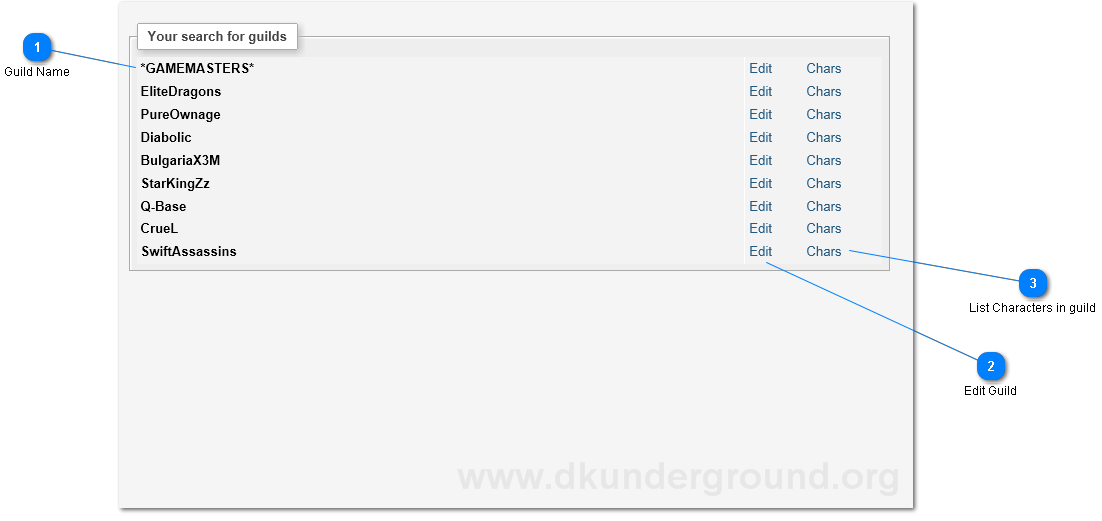 Your search for guilds
1
Guild Name
*GAMEMASTERS* Edit Chars
EliteDragons Edit Chars
PureOwnage Edit Chars
Diabolic Edit Chars
BulgariaX3M Edit Chars
StarKingZz Edit Chars
Q-Base Edit Chars
CrueL Edit Chars
SwiftAssassins Edit Chars
3
List Characters in guild
2
Edit Guild
www.dkunderground.org